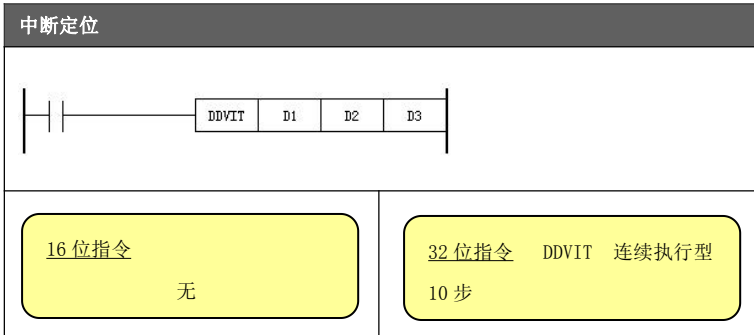 中断定位
DDVIT D1 D2 D3
16 位指令
无
32 位指令 DDVIT 连续执行型
10 步